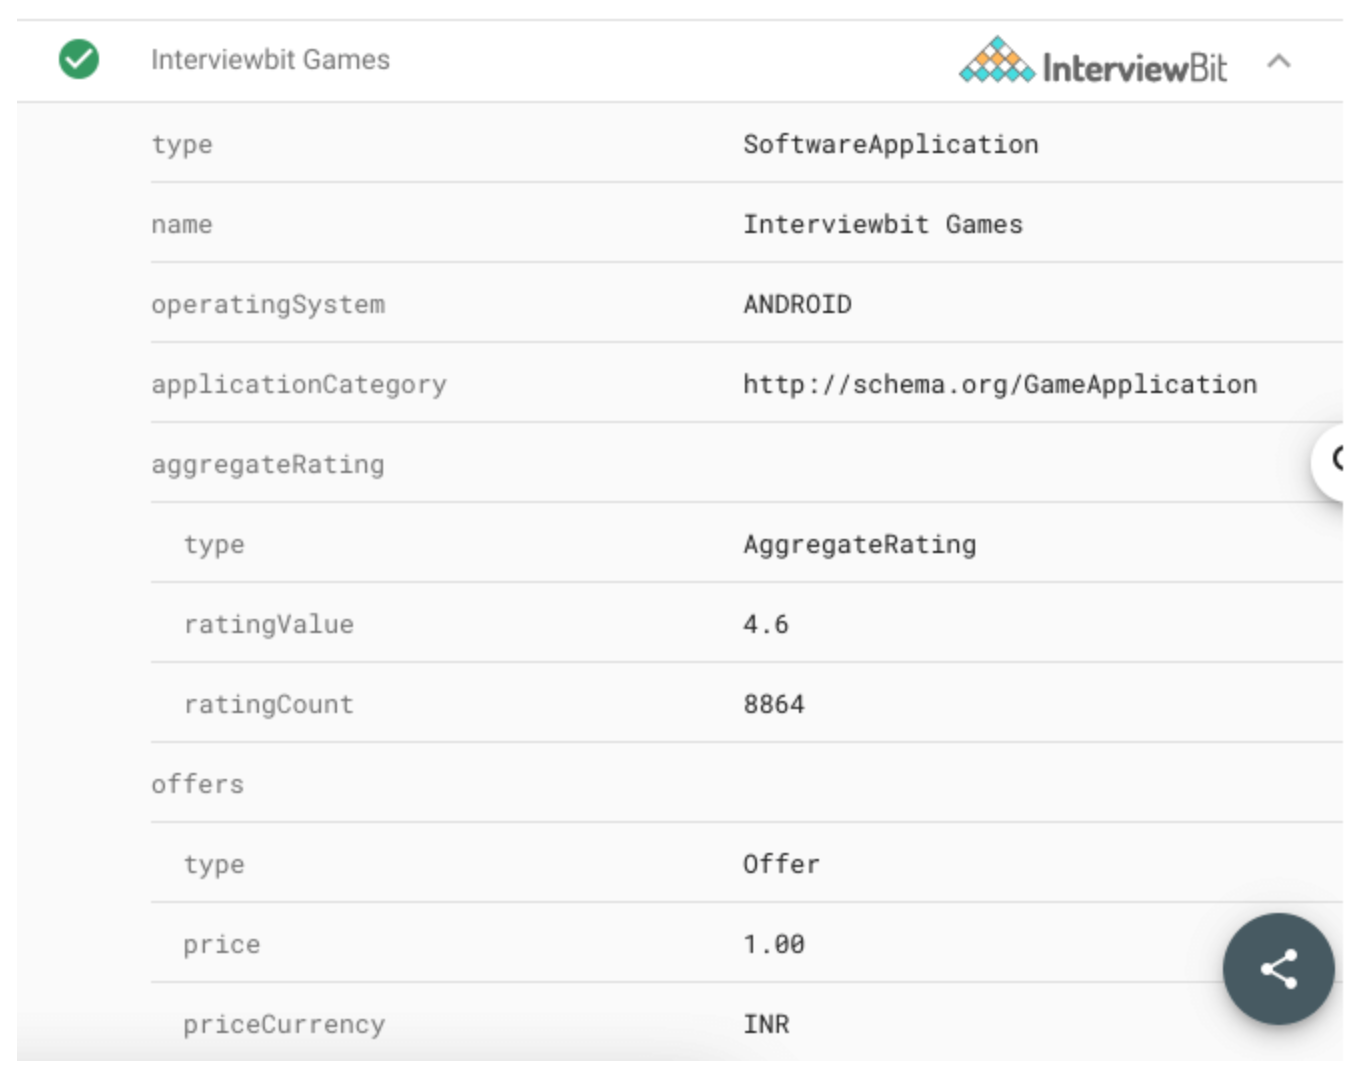 Interviewbit Games InterviewBit
type SoftwareApplication
name Interviewbit Games
operatingSystem ANDROID
applicationCategory http://schema.org/GameApplication
aggregateRating
type AggregateRating
ratingValue 4.6
ratingCount 8864
offers
type Offer
price 1.00
priceCurrency INR